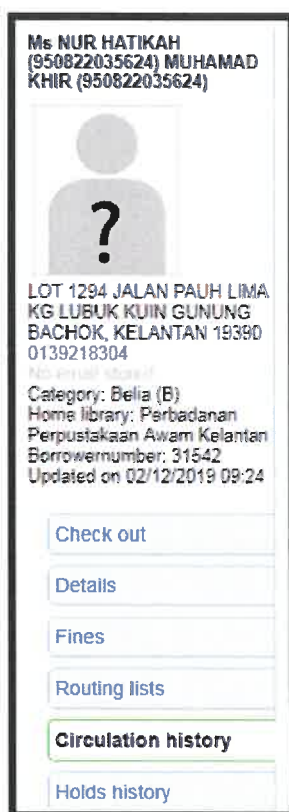 Ms NUR HATIKAH
(950822035624) MUHAMAD
KHIR (950822035624)
?
LOT 1294 JALAN PAUH LIMA
KG LUBUK KUIN GUNUNG
BACHOK, KELANTAN 19390
0139218304
No email stored
Category: Belia (B)
Home library: Perbadanan
Perpustakaan Awam Kelantan
Borrowernumber: 31542
Updated on 02/12/2019 09:24
Check out
Details
Fines
Routing lists
Circulation history
Holds history